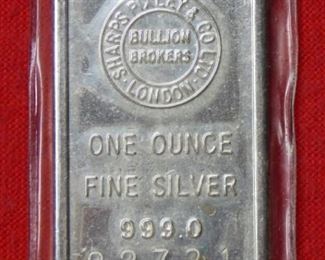 SHARPS PIXLEY & CO LTD.
BULLION
BROKERS
LONDON
ONE OUNCE
FINE SILVER
999.0